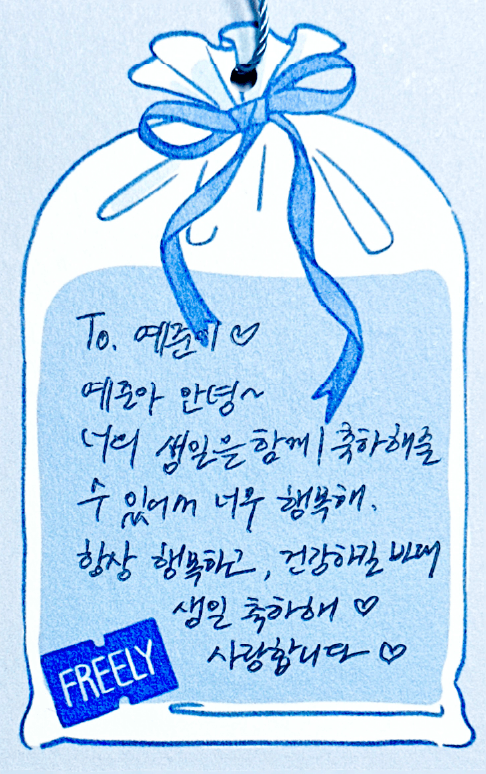 To. 예준이 ♡
예준아 안녕~
너의 생일을 함께 축하해줄
수 있어서 너무 행복해.
항상 행복하고, 건강하길 바래
생일 축하해 ♡
사랑합니다 ♡
FREELY